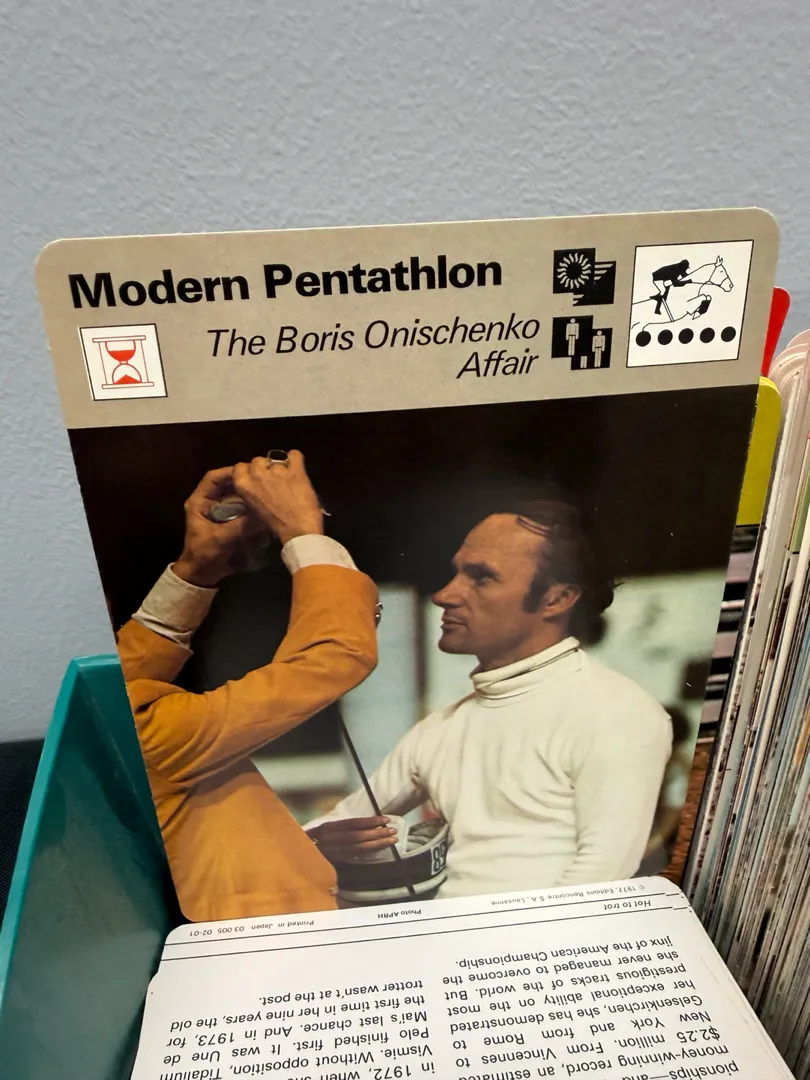 Modern Pentathlon
The Boris Onischenko
Affair
pionships—and
money-winning record, an estimated
$2.25 million. From Vincennes to
New York and from Rome to
Gelsenkirchen, she has demonstrated
her exceptional ability on the most
prestigious tracks of the world. But
she never managed to overcome the
jinx of the American Championship.
in 1972, when
Vismie. Without opposition, Tidalium
Pelo finished first. It was Une de
Mai's last chance. And in 1973, for
the first time in her nine years, the old
trotter wasn't at the post.
Hot to trot
© 1977, Editions Rencontre S.A., Lausanne Photo APRH Printed in Japan 03 005 02-01